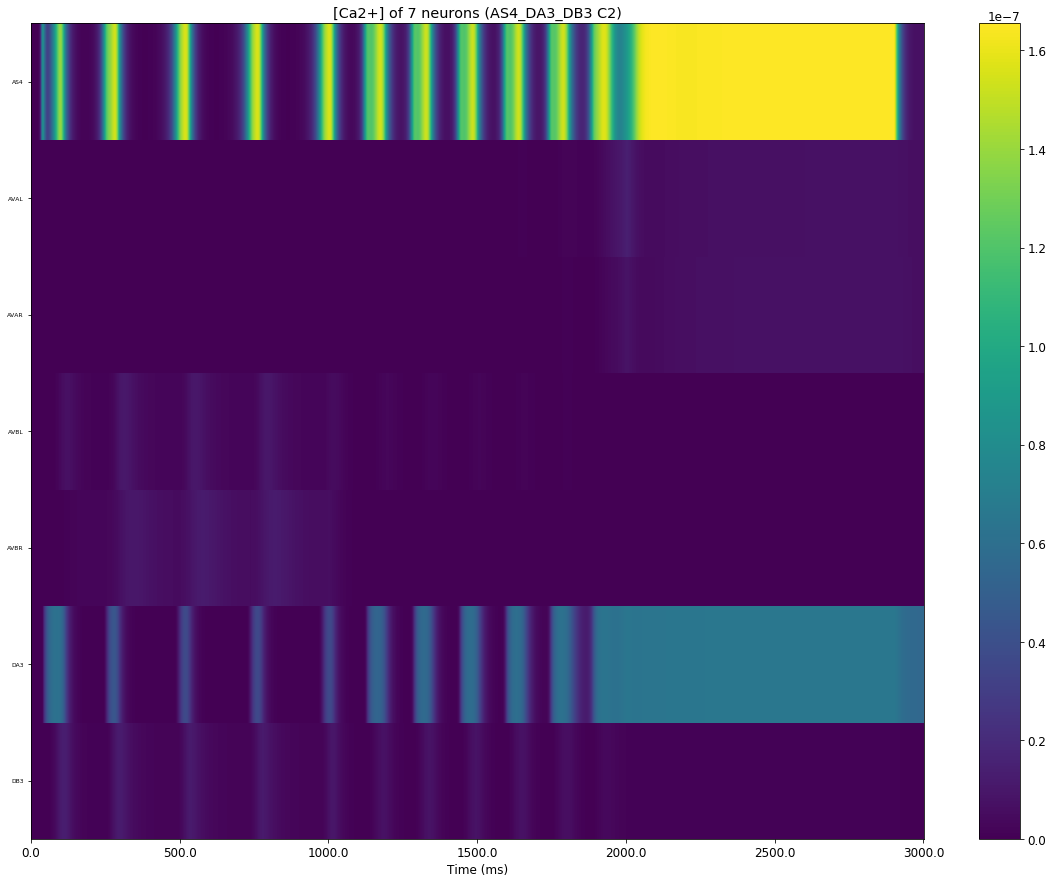 [Ca2+] of 7 neurons (AS4_DA3_DB3 C2)
1e−7
AS4
AVAL
AVAR
AVBL
AVBR
DA3
DB3
0.0 500.0 1000.0 1500.0 2000.0 2500.0 3000.0
Time (ms)
1.6
1.4
1.2
1.0
0.8
0.6
0.4
0.2
0.0